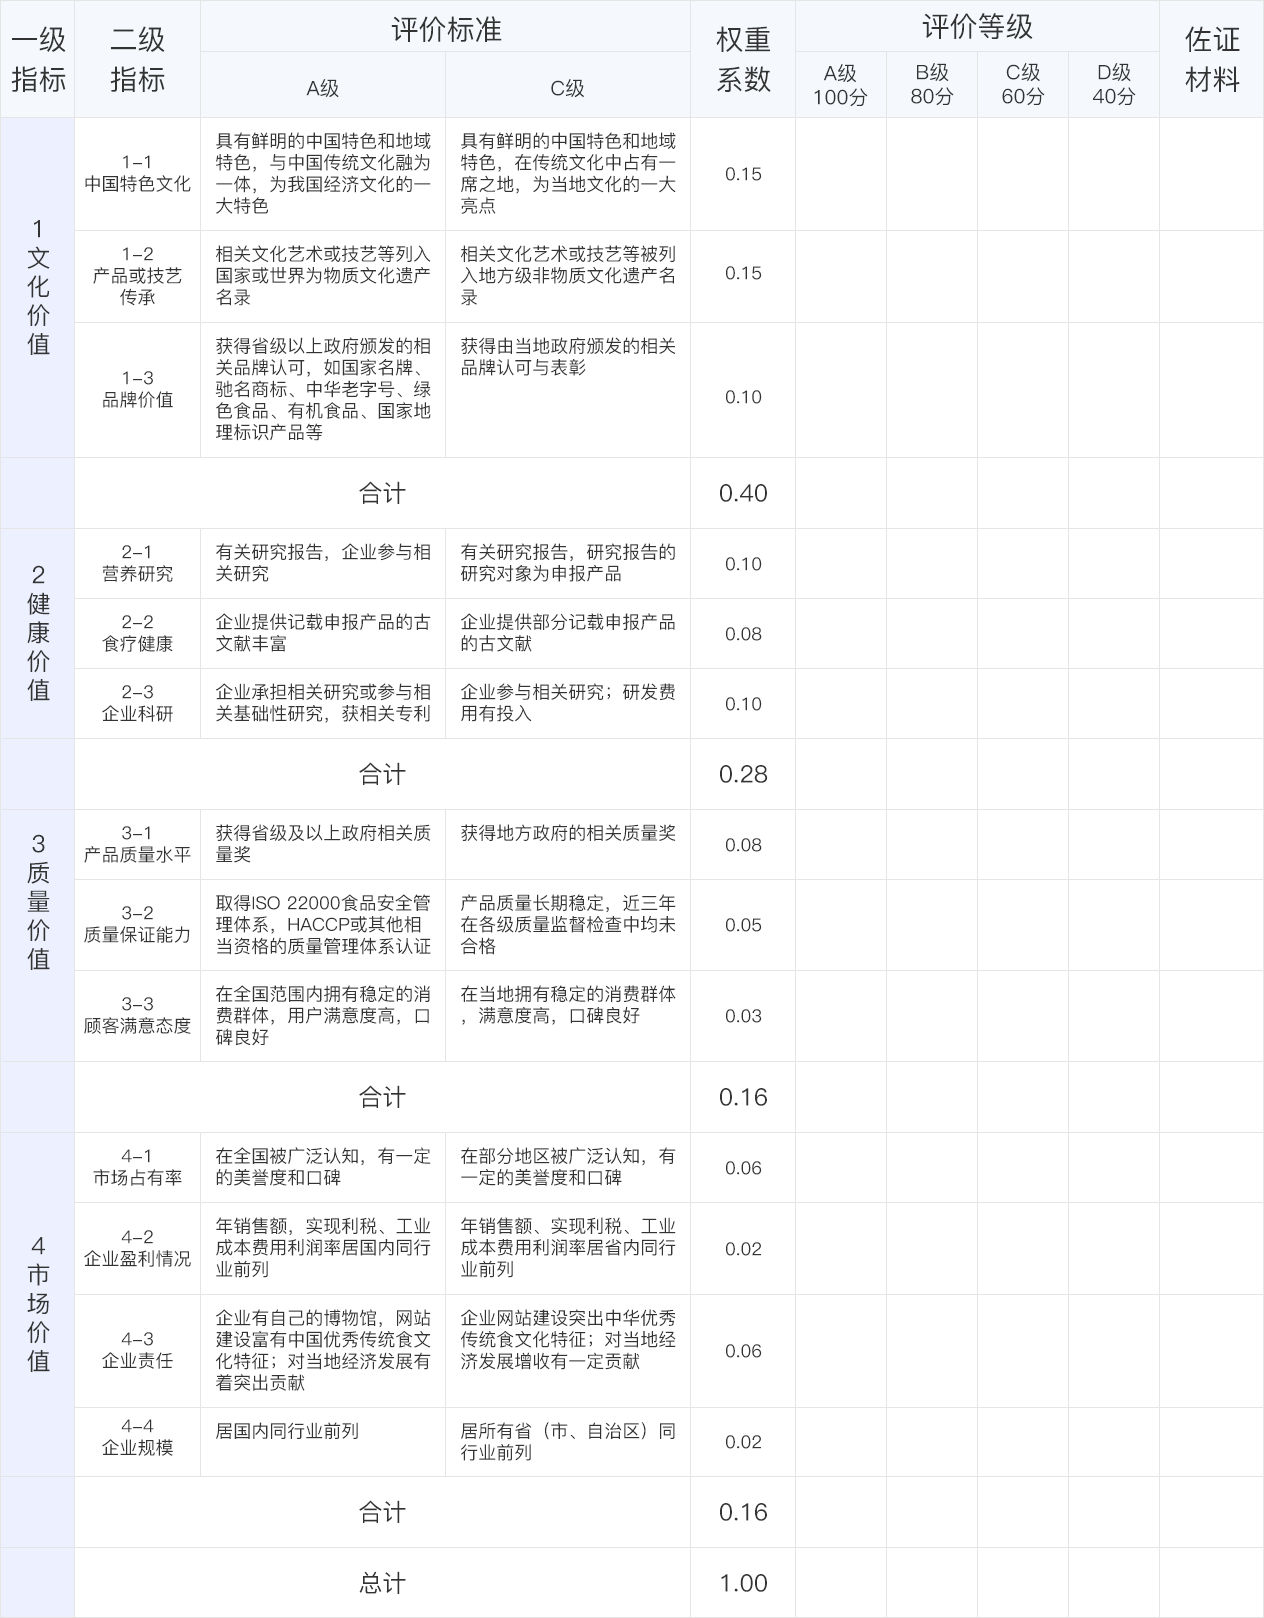 一级
指标
二级
指标
评价标准
A级
C级
权重
系数
评价等级
A级
100分
B级
80分
C级
60分
D级
40分
佐证
材料
1
文
化
价
值
1-1
中国特色文化
具有鲜明的中国特色和地域
特色，与中国传统文化融为
一体，为我国经济文化的一
大特色
具有鲜明的中国特色和地域
特色，在传统文化中占有一
席之地，为当地文化的一大
亮点
0.15
1-2
产品或技艺
传承
相关文化艺术或技艺等列入
国家或世界为物质文化遗产
名录
相关文化艺术或技艺等被列
入地方级非物质文化遗产名
录
0.15
1-3
品牌价值
获得省级以上政府颁发的相
关品牌认可，如国家名牌、
驰名商标、中华老字号、绿
色食品、有机食品、国家地
理标识产品等
获得由当地政府颁发的相关
品牌认可与表彰
0.10
合计
0.40
2
健
康
价
值
2-1
营养研究
有关研究报告，企业参与相
关研究
有关研究报告，研究报告的
研究对象为申报产品
0.10
2-2
食疗健康
企业提供记载申报产品的古
文献丰富
企业提供部分记载申报产品
的古文献
0.08
2-3
企业科研
企业承担相关研究或参与相
关基础性研究，获相关专利
企业参与相关研究；研发费
用有投入
0.10
合计
0.28
3
质
量
价
值
3-1
产品质量水平
获得省级及以上政府相关质
量奖
获得地方政府的相关质量奖
0.08
3-2
质量保证能力
取得ISO 22000食品安全管
理体系，HACCP或其他相
当资格的质量管理体系认证
产品质量长期稳定，近三年
在各级质量监督检查中均未
合格
0.05
3-3
顾客满意态度
在全国范围内拥有稳定的消
费群体，用户满意度高，口
碑良好
在当地拥有稳定的消费群体
，满意度高，口碑良好
0.03
合计
0.16
4
市
场
价
值
4-1
市场占有率
在全国被广泛认知，有一定
的美誉度和口碑
在部分地区被广泛认知，有
一定的美誉度和口碑
0.06
4-2
企业盈利情况
年销售额，实现利税、工业
成本费用利润率居国内同行
业前列
年销售额、实现利税、工业
成本费用利润率居省内同行
业前列
0.02
4-3
企业责任
企业有自己的博物馆，网站
建设富有中国优秀传统食文
化特征；对当地经济发展有
着突出贡献
企业网站建设突出中华优秀
传统食文化特征；对当地经
济发展增收有一定贡献
0.06
4-4
企业规模
居国内同行业前列
居所有省（市、自治区）同
行业前列
0.02
合计
0.16
总计
1.00